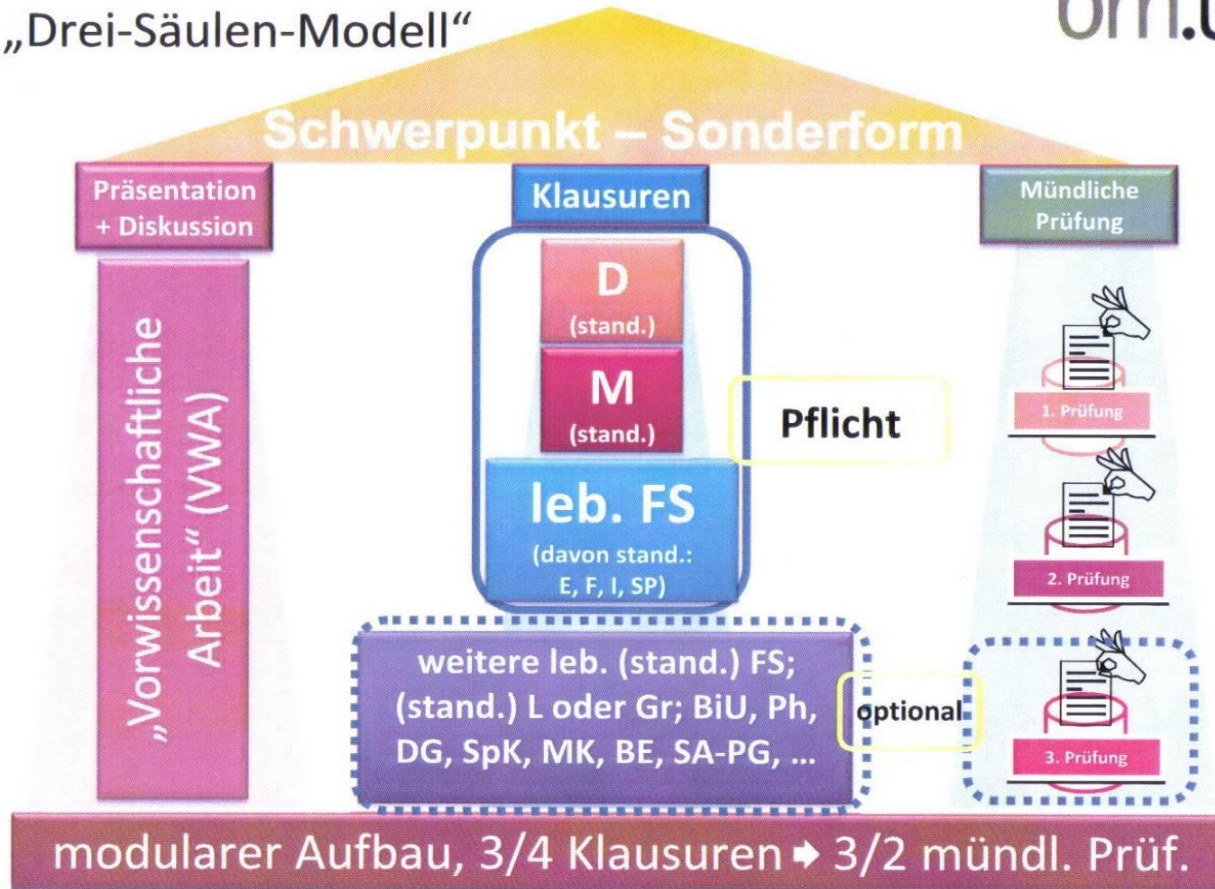 „Drei-Säulen-Modell“
Schwerpunkt – Sonderform
Präsentation
+ Diskussion
„Vorwissenschaftliche
Arbeit“ (VWA)
Klausuren
D
(stand.)
M
(stand.)
leb. FS
(davon stand.:
E, F, I, SP)
Pflicht
weitere leb. (stand.) FS;
(stand.) L oder Gr; BiU, Ph,
DG, SpK, MK, BE, SA-PG, ...
optional
Mündliche
Prüfung
1. Prüfung
2. Prüfung
3. Prüfung
modularer Aufbau, 3/4 Klausuren ➧ 3/2 mündl. Prüf.